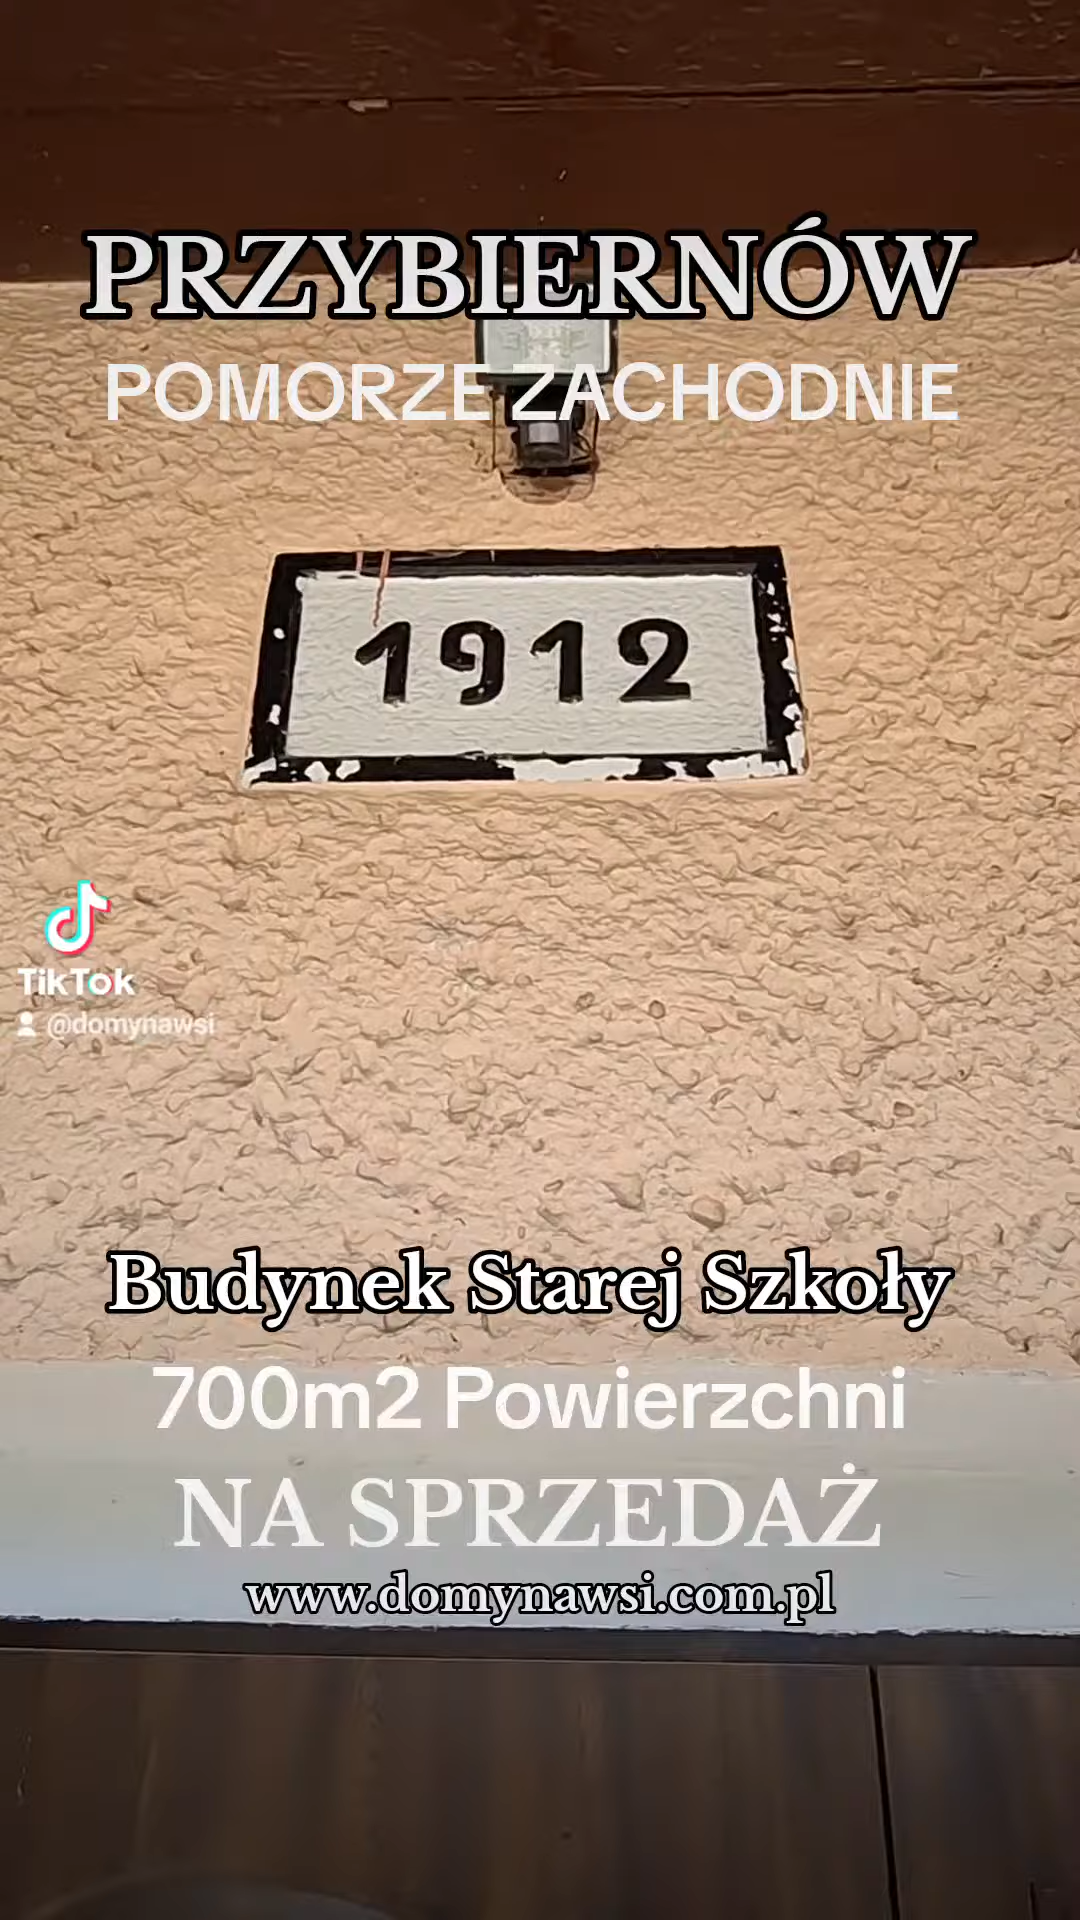 PRZYBIERNÓW
POMORZE ZACHODNIE
1912
TikTok
@domynawsi
Budynek Starej Szkoły
700m2 Powierzchni
NA SPRZEDAŻ
www.domynawsi.com.pl